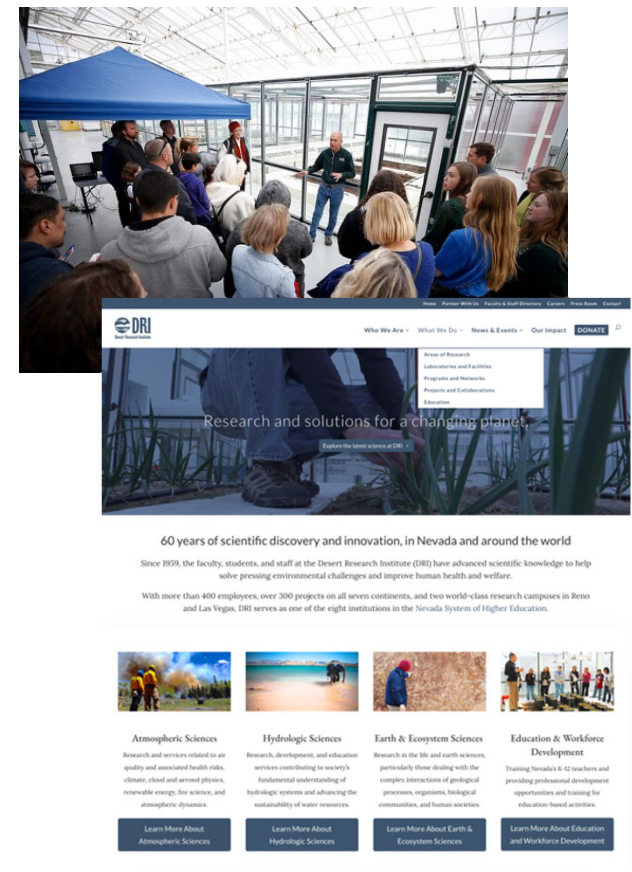 Home Partner With Us Faculty & Staff Directory Careers Press Room Contact
DRI
Desert Research Institute
Who We Are What We Do News & Events Our Impact DONATE
Areas of Research
Laboratories and Facilities
Programs and Networks
Projects and Collaborations
Education
Research and solutions for a changing planet.
Explore the latest science at DRI
60 years of scientific discovery and innovation, in Nevada and around the world
Since 1959, the faculty, students, and staff at the Desert Research Institute (DRI) have advanced scientific knowledge to help
solve pressing environmental challenges and improve human health and welfare.
With more than 400 employees, over 300 projects on all seven continents, and two world-class research campuses in Reno
and Las Vegas, DRI serves as one of the eight institutions in the Nevada System of Higher Education.
Atmospheric Sciences
Research and services related to air
quality and associated health risks,
climate, cloud and aerosol physics,
renewable energy, fire science, and
atmospheric dynamics.
Learn More About
Atmospheric Sciences
Hydrologic Sciences
Research, development, and education
services contributing to society's
fundamental understanding of
hydrologic systems and advancing the
sustainability of water resources.
Learn More About
Hydrologic Sciences
Earth & Ecosystem Sciences
Research in the life and earth sciences,
particularly those dealing with the
complex interactions of geological
processes, organisms, biological
communities, and human societies.
Learn More About Earth &
Ecosystem Sciences
Education & Workforce
Development
Training Nevada's K-12 teachers and
providing professional development
opportunities and training for
education-based activities.
Learn More About Education
and Workforce Development